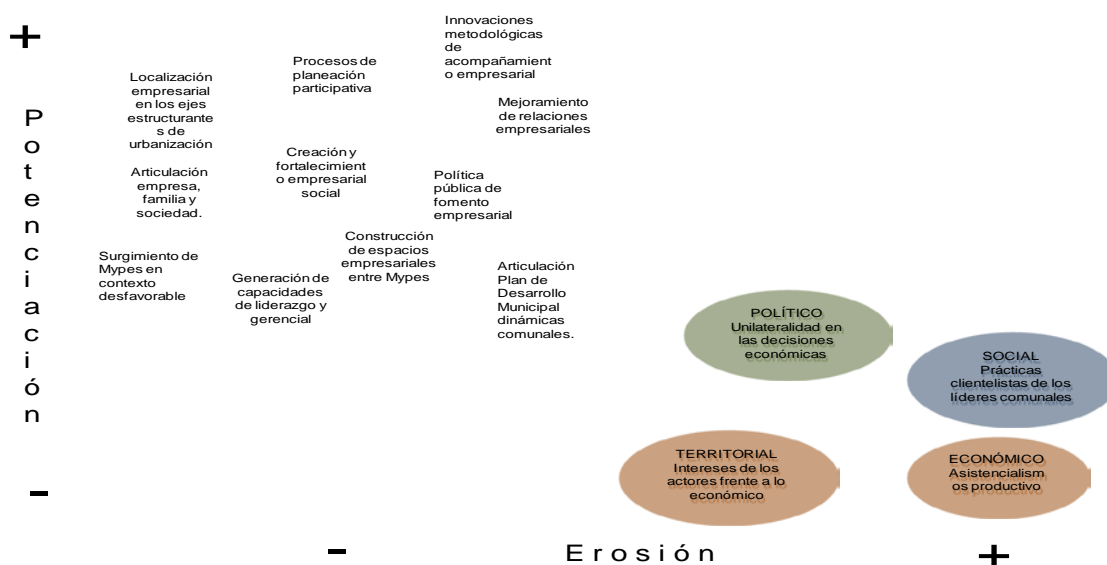 +
Potenciación
-
Localización
empresarial
en los ejes
estructurante
s de
urbanización
Procesos de
planeación
participativa
Innovaciones
metodológicas
de
acompañamient
o empresarial
Mejoramiento
de relaciones
empresariales
Articulación
empresa,
familia y
sociedad.
Creación y
fortalecimient
o empresarial
social
Política
pública de
fomento
empresarial
Surgimiento de
Mypes en
contexto
desfavorable
Generación de
capacidades
de liderazgo y
gerencial
Construcción
de espacios
empresariales
entre Mypes
Articulación
Plan de
Desarrollo
Municipal
dinámicas
comunales.
POLÍTICO
Unilateralidad en
las decisiones
económicas
SOCIAL
Prácticas
clientelistas de los
líderes comunales
TERRITORIAL
Intereses de los
actores frente a lo
económico
ECONÓMICO
Asistencialism
os productivo
- Erosión +